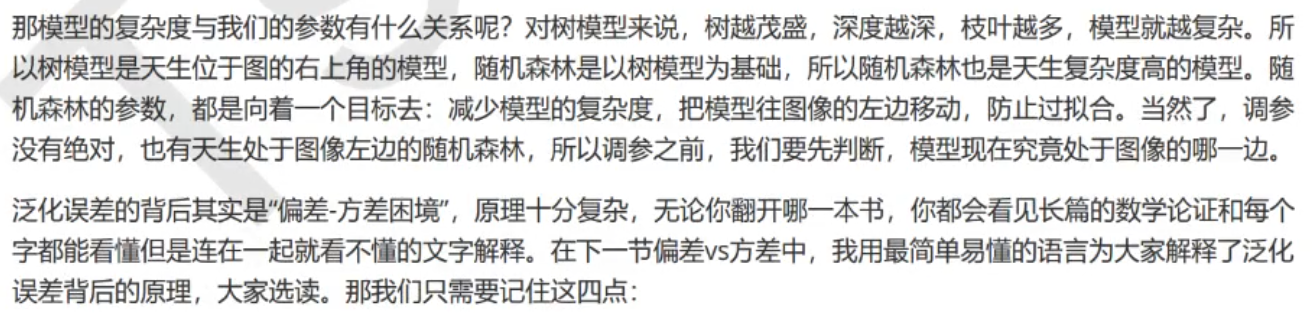 那模型的复杂度与我们的参数有什么关系呢？对树模型来说，树越茂盛，深度越深，枝叶越多，模型就越复杂。所
以树模型是天生位于图的右上角的模型，随机森林是以树模型为基础，所以随机森林也是天生复杂度高的模型。随
机森林的参数，都是向着一个目标去：减少模型的复杂度，把模型往图像的左边移动，防止过拟合。当然了，调参
没有绝对，也有天生处于图像左边的随机森林，所以调参之前，我们要先判断，模型现在究竟处于图像的哪一边。
泛化误差的背后其实是“偏差-方差困境”，原理十分复杂，无论你翻开哪一本书，你都会看见长篇的数学论证和每个
字都能看懂但是连在一起就看不懂的文字解释。在下一节偏差vs方差中，我用最简单易懂的语言为大家解释了泛化
误差背后的原理，大家选读。那我们只需要记住这四点：